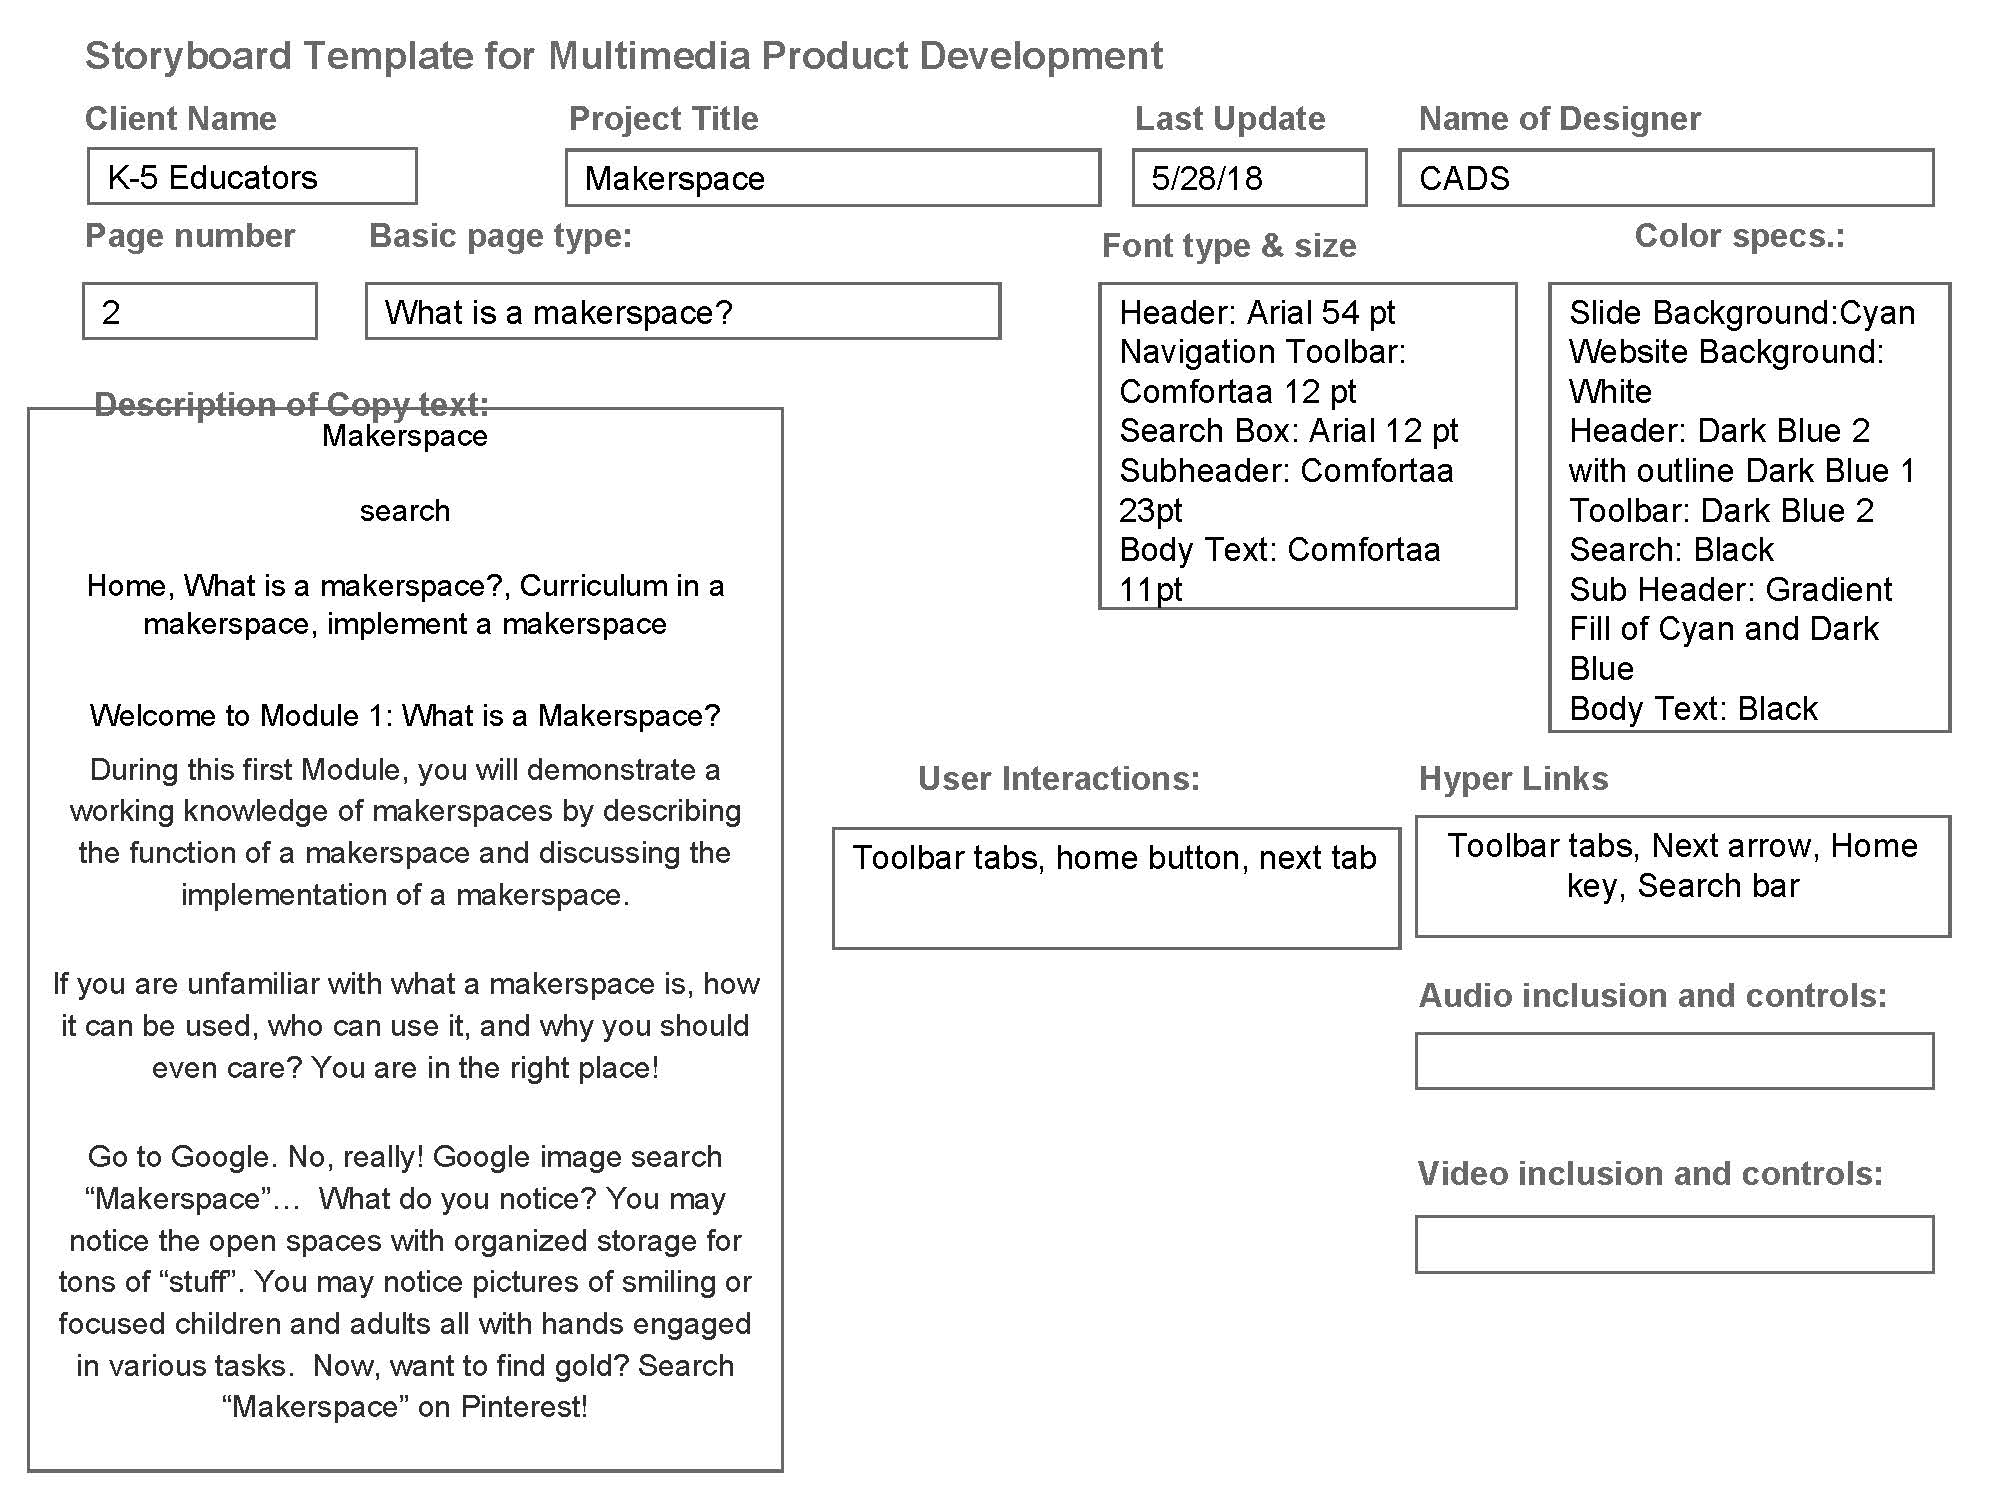 Storyboard Template for Multimedia Product Development
Client Name
Project Title
Last Update
Name of Designer
K-5 Educators
Makerspace
5/28/18
CADS
Page number
Basic page type:
Font type & size
Color specs.:
2
What is a makerspace?
Header: Arial 54 pt
Navigation Toolbar:
Comfortaa 12 pt
Search Box: Arial 12 pt
Subheader: Comfortaa
23pt
Body Text: Comfortaa
11pt
Slide Background:Cyan
Website Background:
White
Header: Dark Blue 2
with outline Dark Blue 1
Toolbar: Dark Blue 2
Search: Black
Sub Header: Gradient
Fill of Cyan and Dark
Blue
Body Text: Black
Description of Copy text:
Makerspace
search
Home, What is a makerspace?, Curriculum in a
makerspace, implement a makerspace
Welcome to Module 1: What is a Makerspace?
During this first Module, you will demonstrate a
working knowledge of makerspaces by describing
the function of a makerspace and discussing the
implementation of a makerspace.
If you are unfamiliar with what a makerspace is, how
it can be used, who can use it, and why you should
even care? You are in the right place!
Go to Google. No, really! Google image search
“Makerspace”…  What do you notice? You may
notice the open spaces with organized storage for
tons of “stuff”. You may notice pictures of smiling or
focused children and adults all with hands engaged
in various tasks.  Now, want to find gold? Search
“Makerspace” on Pinterest!
User Interactions:
Toolbar tabs, home button, next tab
Hyper Links
Toolbar tabs, Next arrow, Home
key, Search bar
Audio inclusion and controls:
Video inclusion and controls: